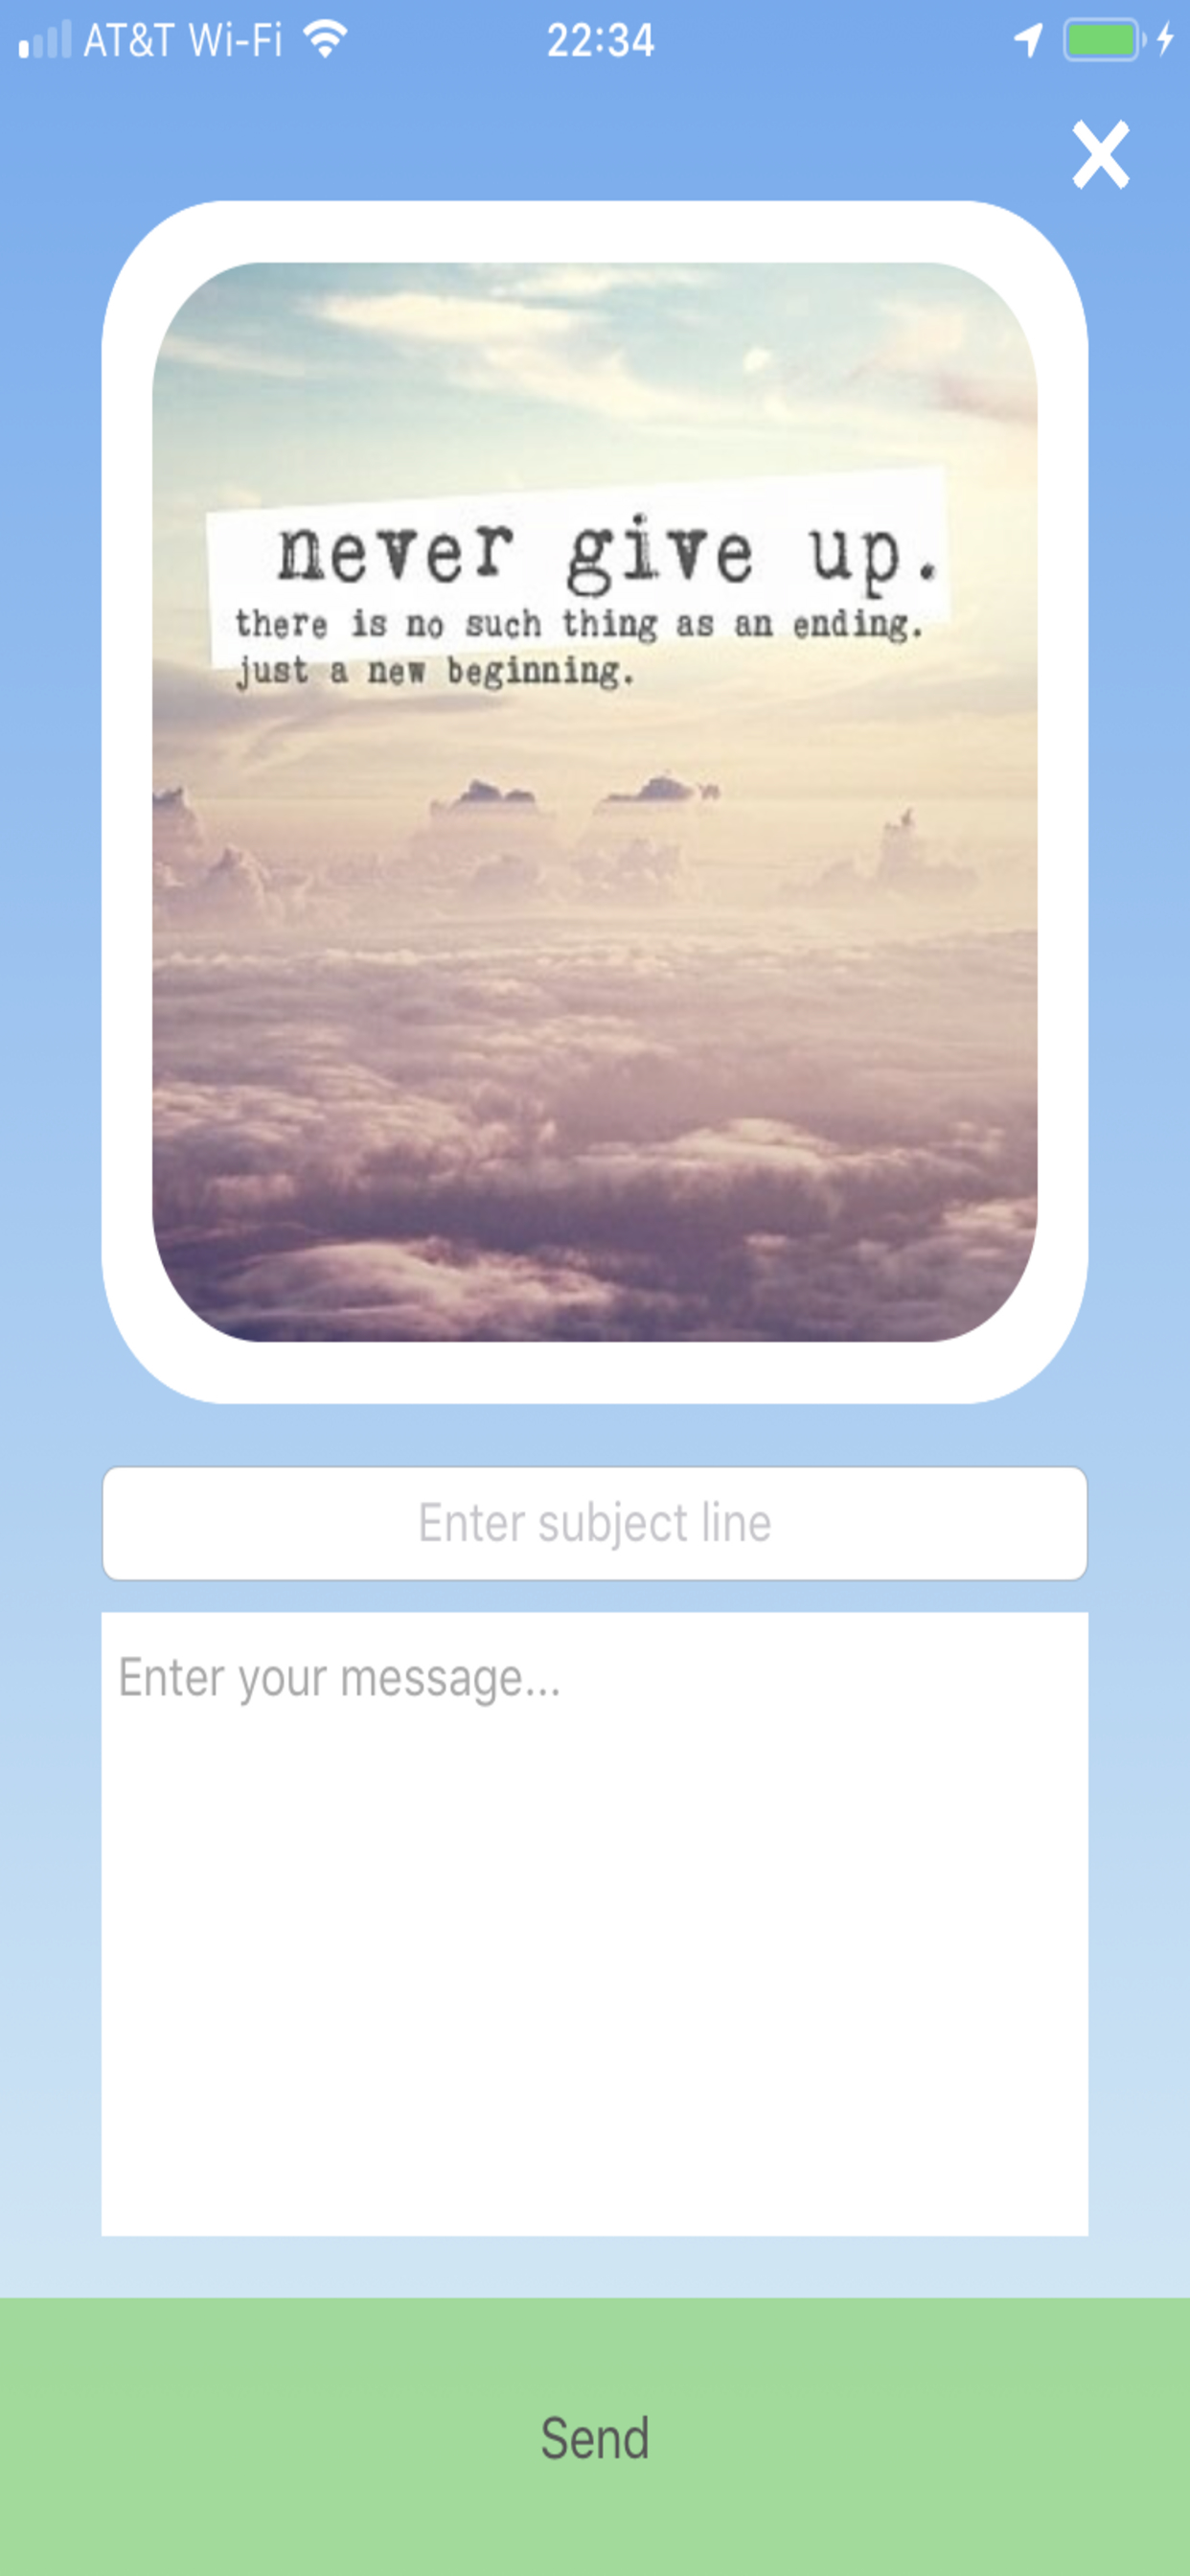 AT&T Wi-Fi 22:34
never give up.
there is no such thing as an ending.
just a new beginning.
Enter subject line
Enter your message...
Send